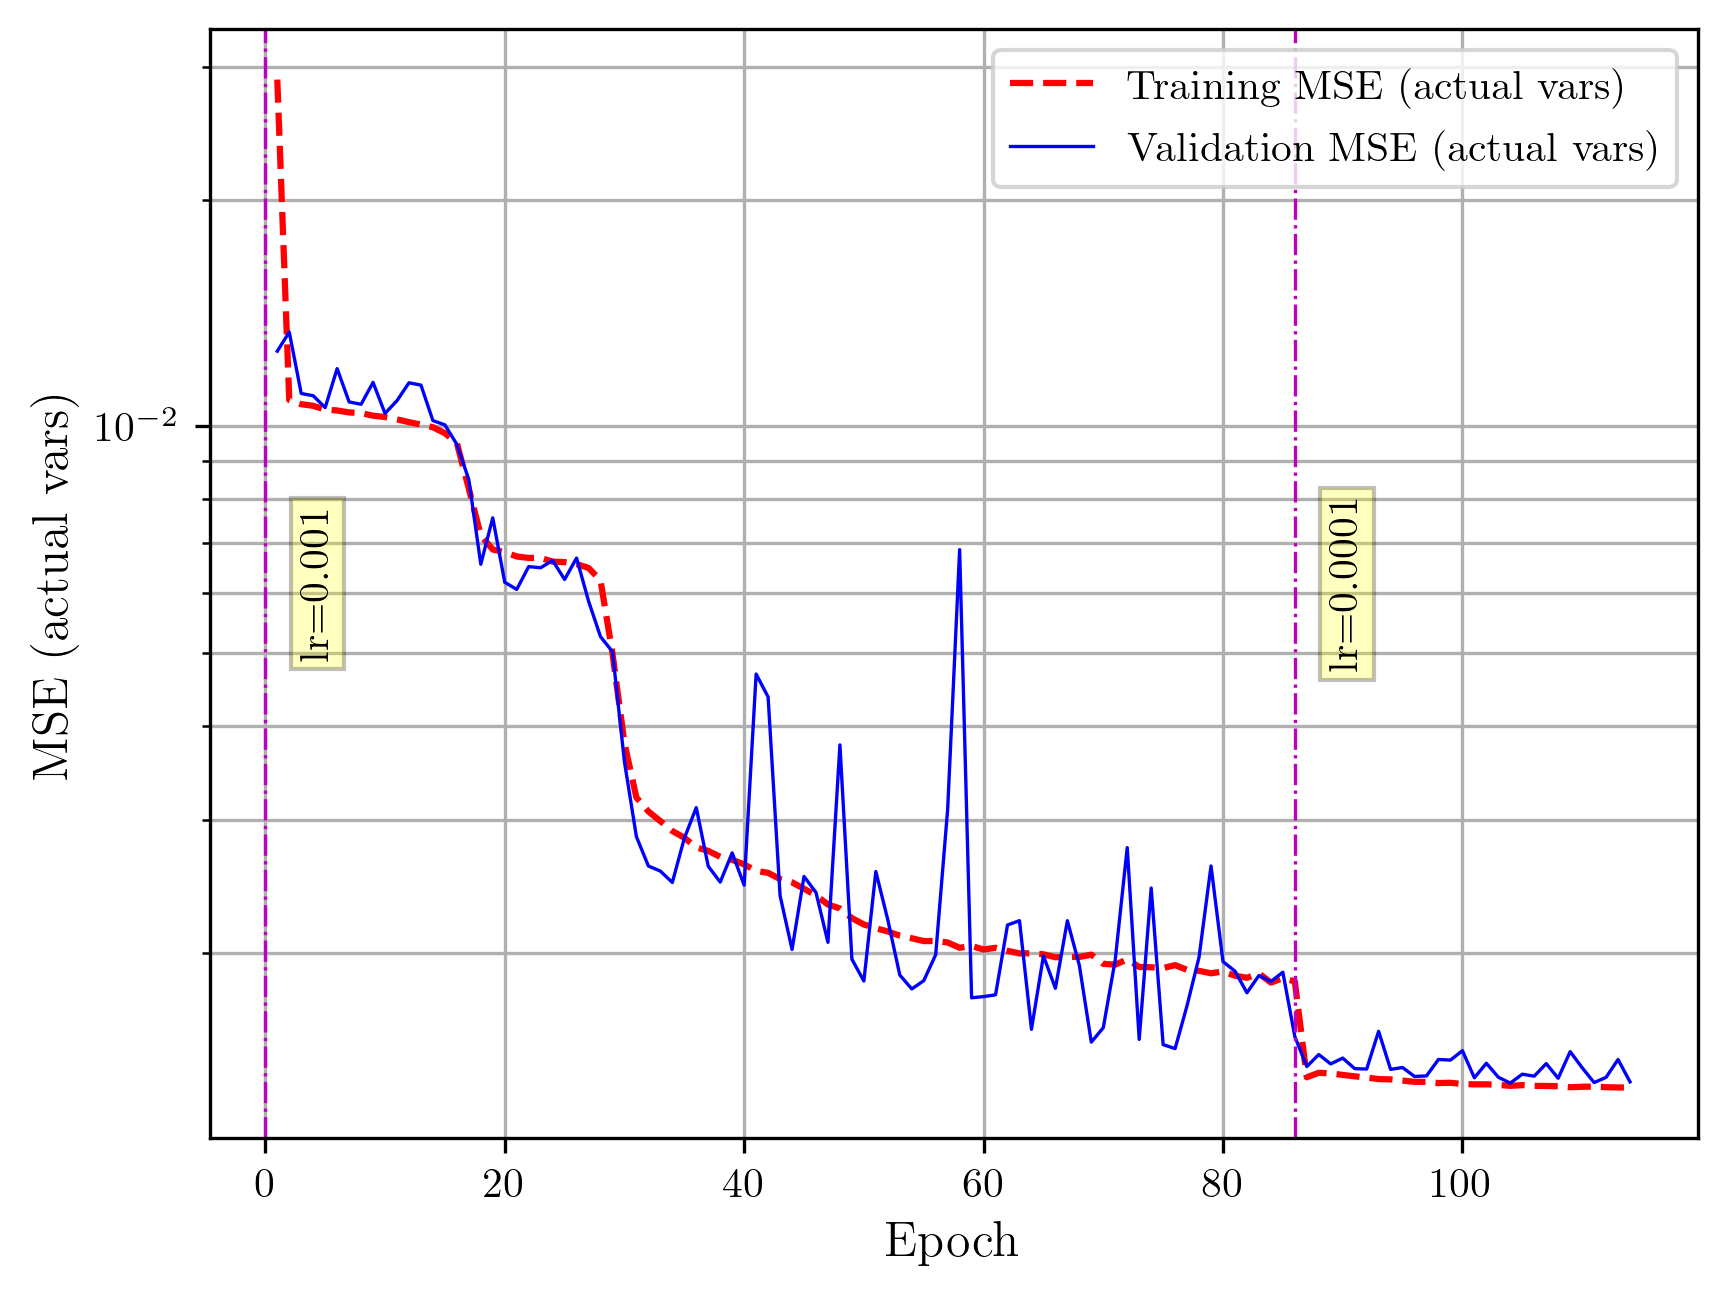 Training MSE (actual vars)
Validation MSE (actual vars)
MSE (actual vars)
10⁻²
lr=0.001
lr=0.0001
0 20 40 60 80 100
Epoch